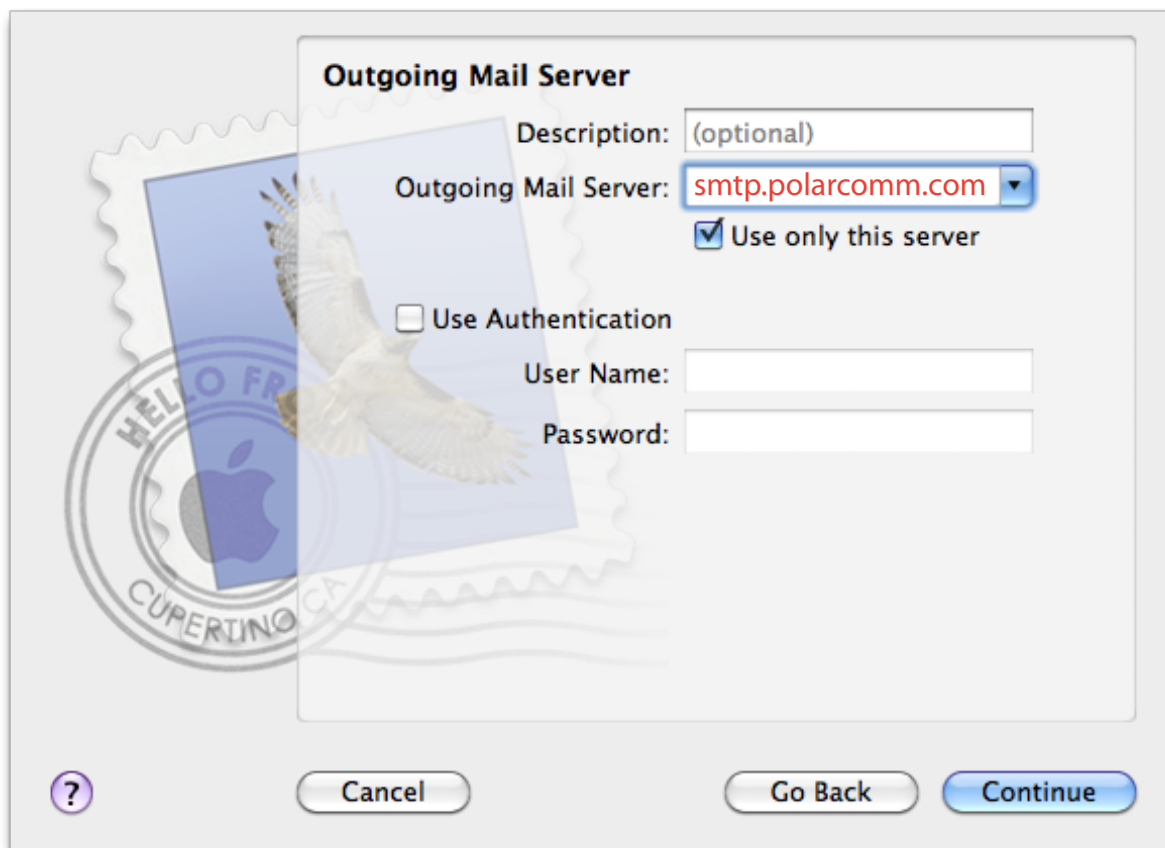 Outgoing Mail Server
Description: (optional)
Outgoing Mail Server: smtp.polarcomm.com
Use only this server
Use Authentication
User Name:
Password:
HELLO FR
CUPERTINO CA
? Cancel Go Back Continue